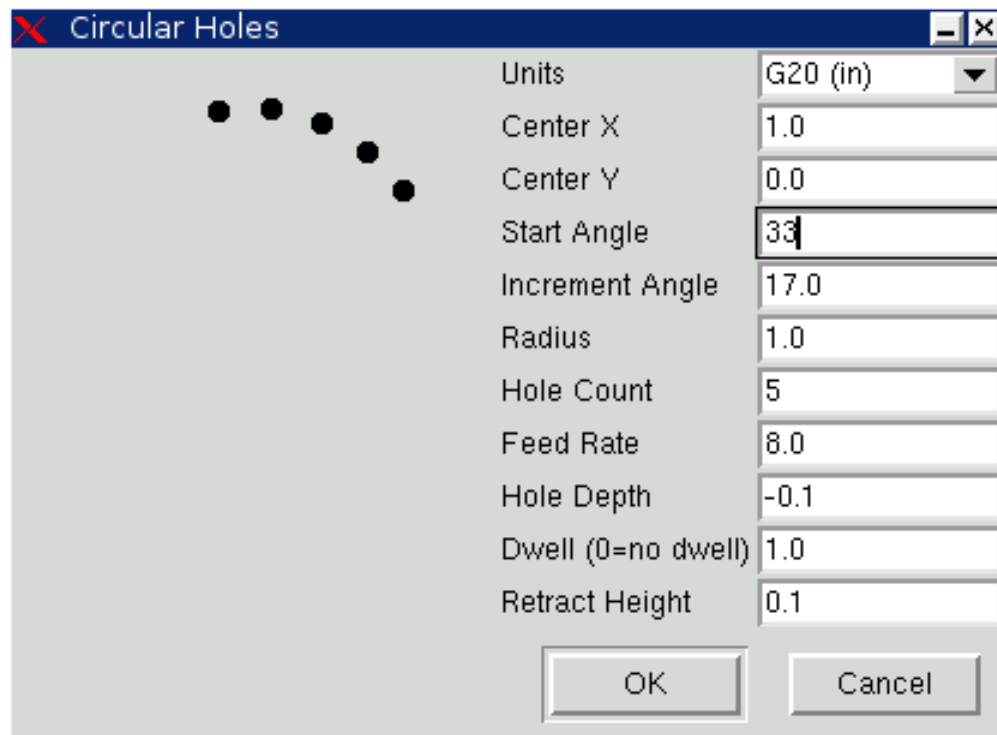 Circular Holes
Units G20 (in)
Center X 1.0
Center Y 0.0
Start Angle 33
Increment Angle 17.0
Radius 1.0
Hole Count 5
Feed Rate 8.0
Hole Depth -0.1
Dwell (0=no dwell) 1.0
Retract Height 0.1
OK Cancel